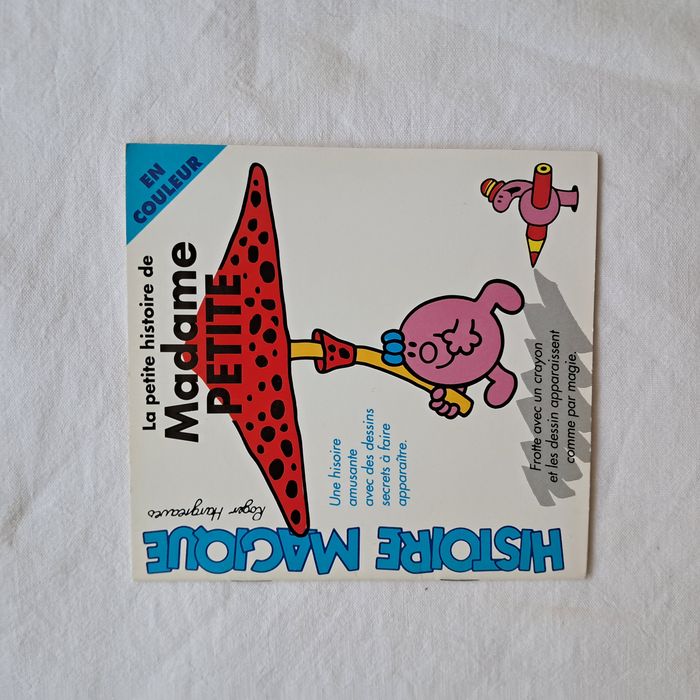 EN
COULEUR
La petite histoire de
Madame
PETITE
Roger Hargreaves
HISTOIRE MAGIQUE
Une hisoire
amusante
avec des dessins
secrets à faire
apparaître.
Frotte avec un crayon
et les dessin apparaissent
comme par magie.